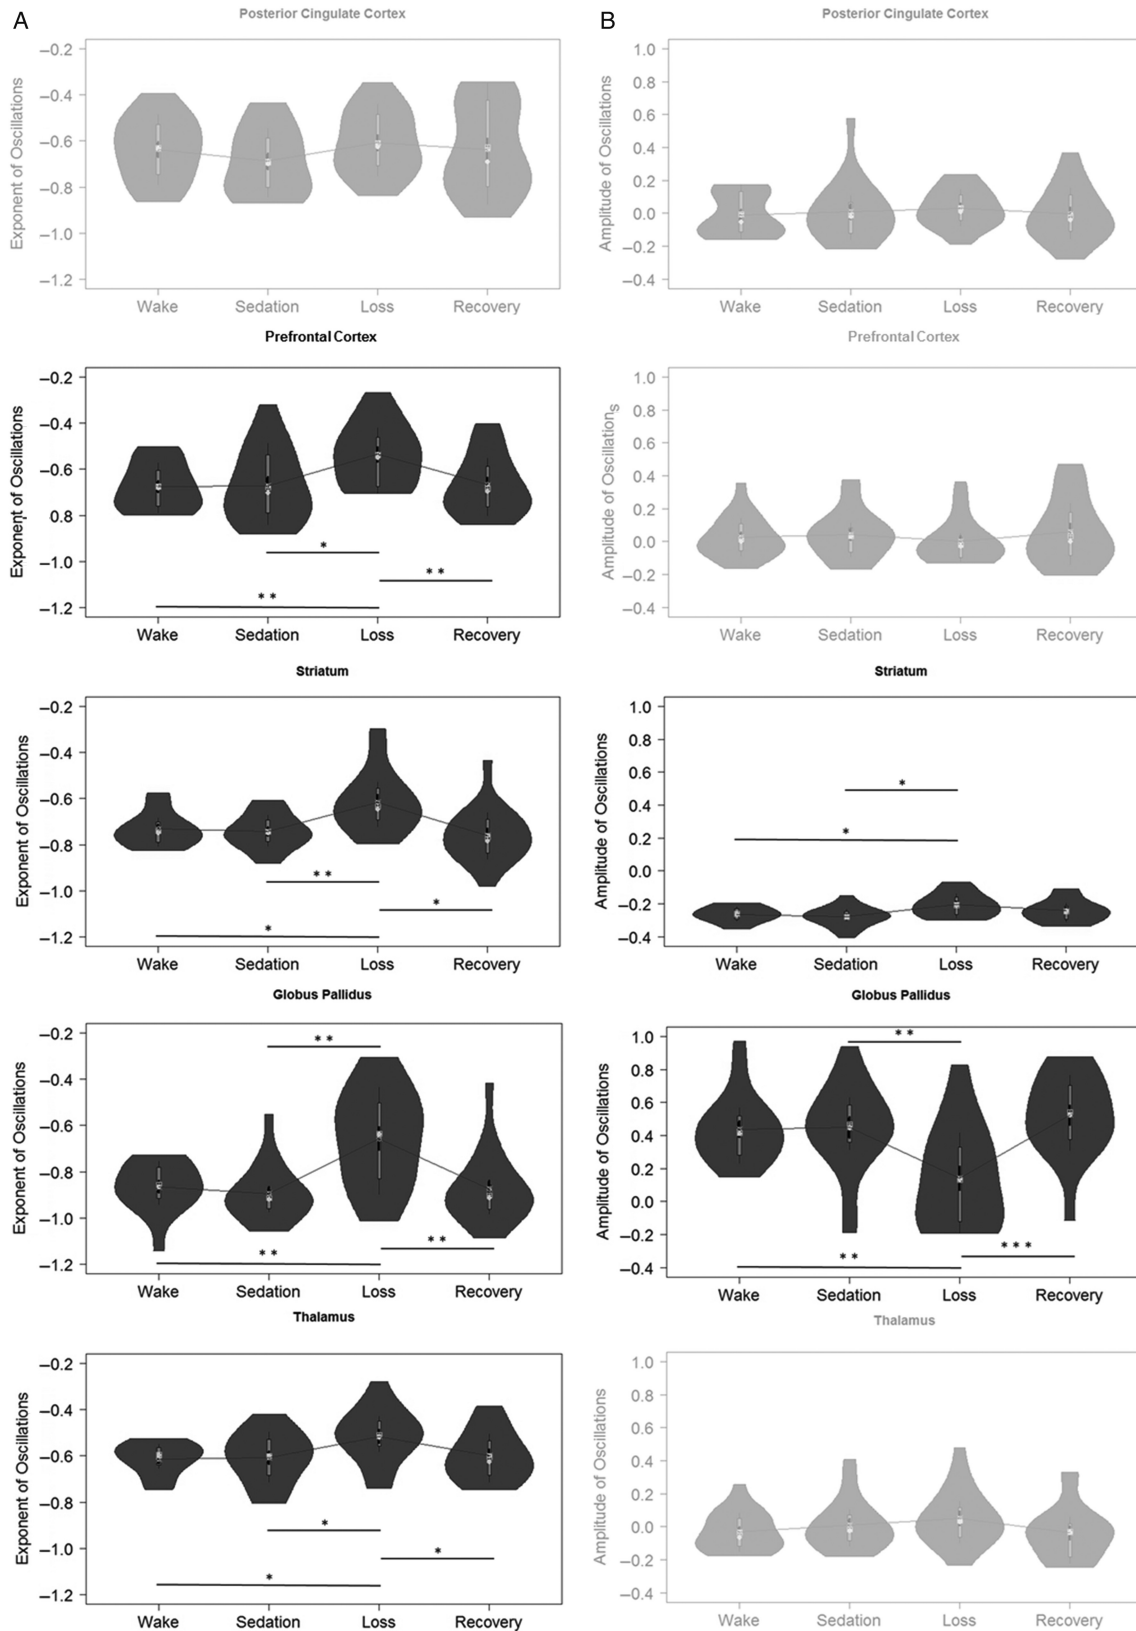 A
Posterior Cingulate Cortex
Exponent of Oscillations
−0.2
−0.4
−0.6
−0.8
−1.0
−1.2
Wake Sedation Loss Recovery
Prefrontal Cortex
Exponent of Oscillations
−0.2
−0.4
−0.6
0.8
−1.0
−1.2
*
**
**
Wake Sedation Loss Recovery
Striatum
Exponent of Oscillations
−0.2
−0.4
−0.6
−0.8
−1.0
−1.2
**
*
*
Wake Sedation Loss Recovery
Globus Pallidus
Exponent of Oscillations
−0.2
−0.4
−0.6
−0.8
−1.0
−1.2
**
**
**
Wake Sedation Loss Recovery
Thalamus
Exponent of Oscillations
−0.2
−0.4
−0.6
−0.8
−1.0
−1.2
*
*
*
Wake Sedation Loss Recovery
B
Posterior Cingulate Cortex
Amplitude of Oscillations
1.0
0.8
0.6
0.4
0.2
0.0
−0.2
−0.4
Wake Sedation Loss Recovery
Prefrontal Cortex
Amplitude of Oscillations
1.0
0.8
0.6
0.4
0.2
0.0
−0.2
−0.4
Wake Sedation Loss Recovery
Striatum
Amplitude of Oscillations
1.0
0.8
0.6
0.4
0.2
0.0
−0.2
−0.4
*
*
Wake Sedation Loss Recovery
Globus Pallidus
Amplitude of Oscillations
1.0
0.8
0.6
0.4
0.2
0.0
−0.2
−0.4
**
***
**
Wake Sedation Loss Recovery
Thalamus
Amplitude of Oscillations
1.0
0.8
0.6
0.4
0.2
0.0
−0.2
−0.4
Wake Sedation Loss Recovery